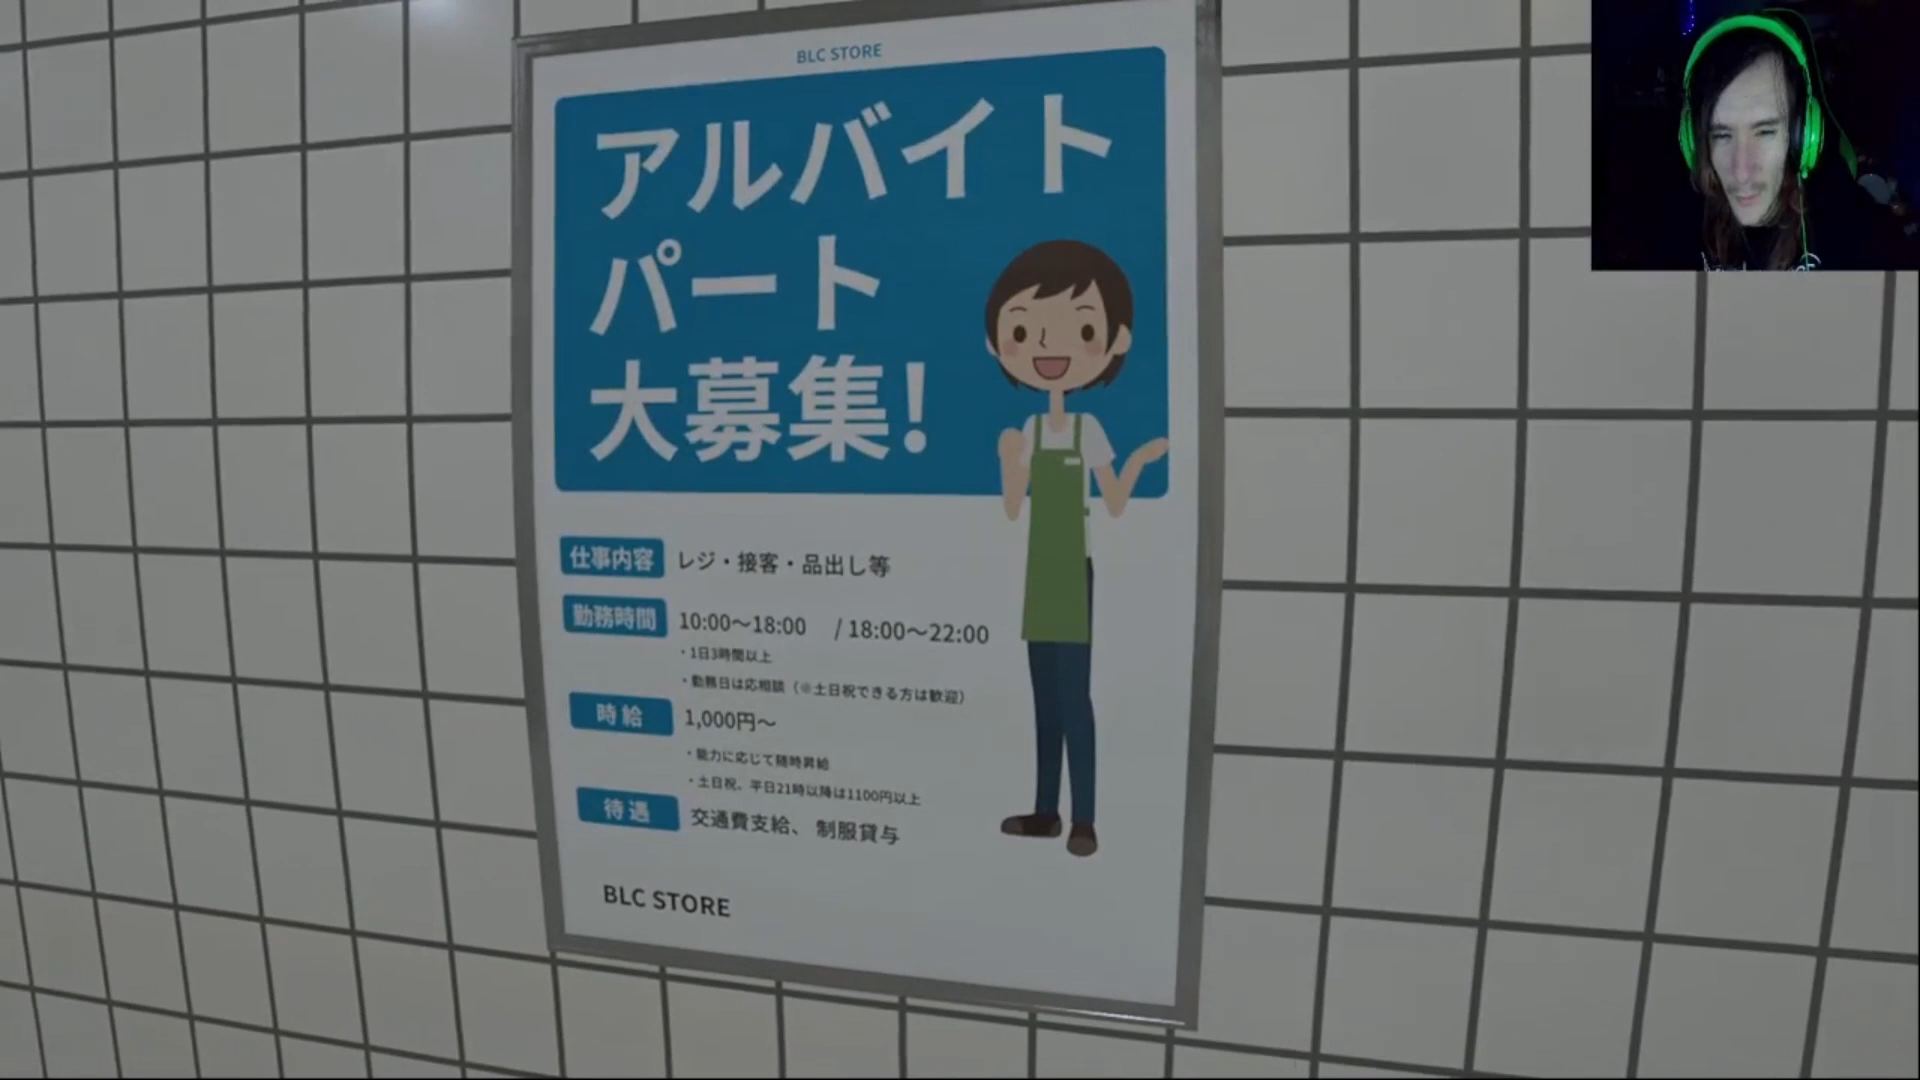 BLC STORE
アルバイト
パート
大募集!
仕事内容 レジ・接客・品出し等
勤務時間 10:00〜18:00 / 18:00〜22:00
・1日3時間以上
・勤務日は応相談（※土日祝できる方は歓迎）
時給 1,000円〜
・能力に応じて随時昇給
・土日祝、平日21時以降は1100円以上
待遇 交通費支給、制服貸与
BLC STORE